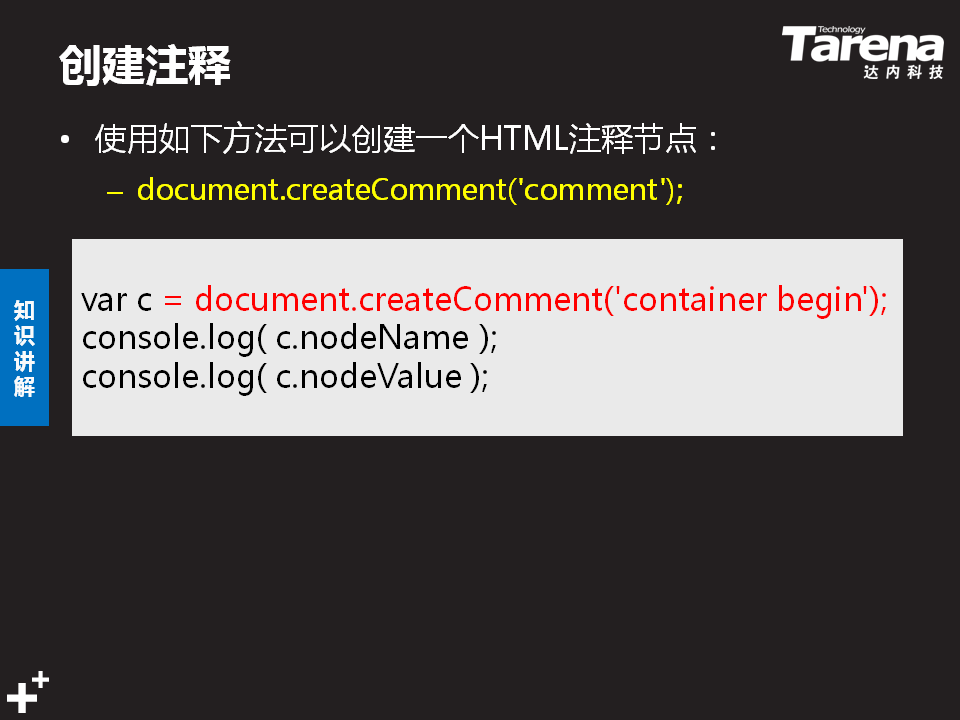 创建注释
Technology
Tarena
达内科技
• 使用如下方法可以创建一个HTML注释节点：
– document.createComment('comment');
知识讲解
var c = document.createComment('container begin');
console.log( c.nodeName );
console.log( c.nodeValue );